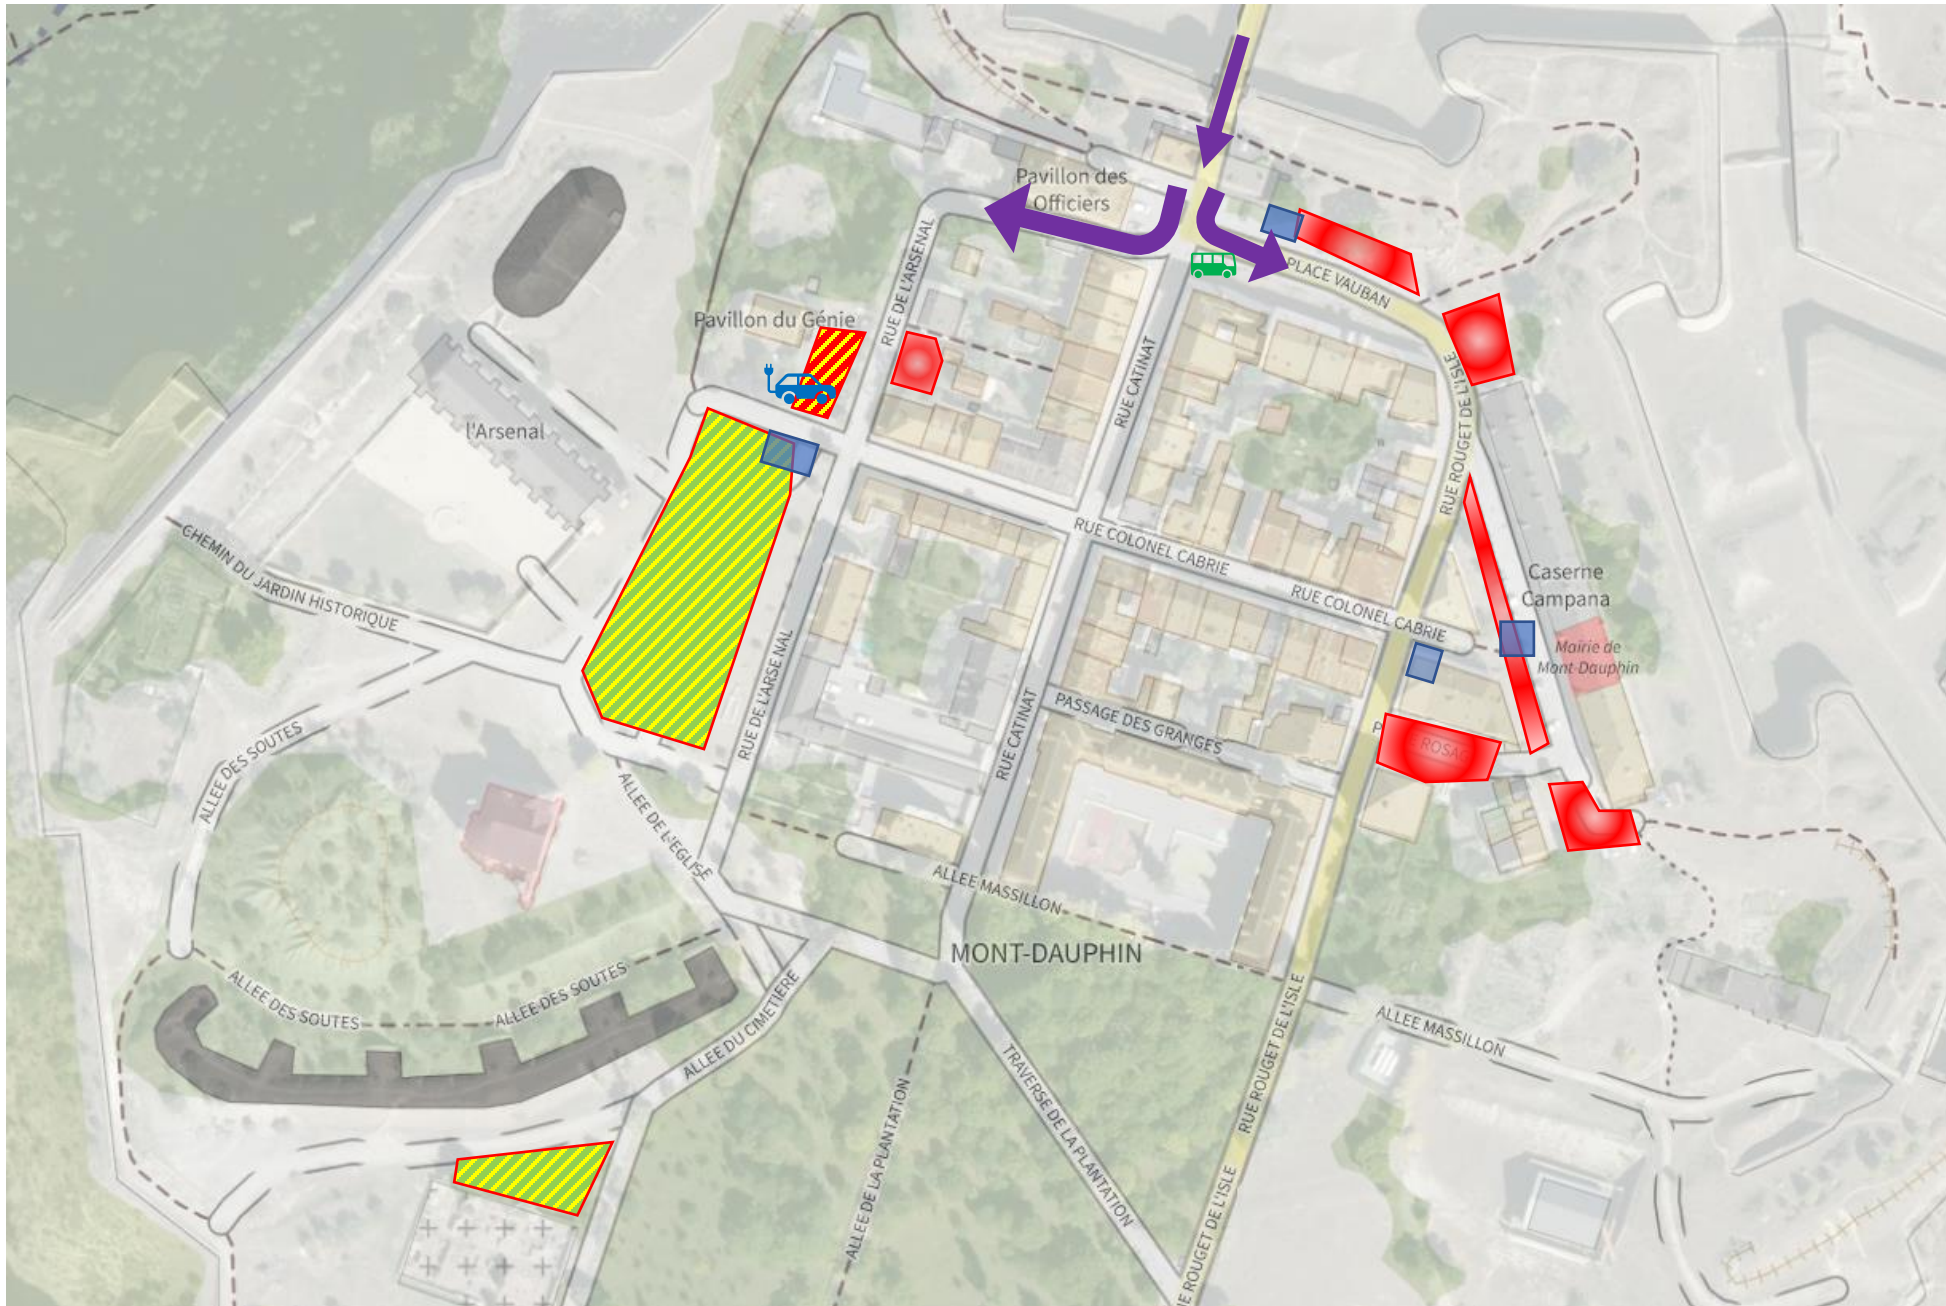 Pavillon des
Officiers
PLACE VAUBAN
RUE DE L'ARSENAL
Pavillon du Génie
RUE CATINAT
RUE ROUGET DE L'ISLE
l'Arsenal
RUE ROUGET DE L'ISLE
CHEMIN DU JARDIN HISTORIQUE
RUE COLONEL CABRIE
RUE COLONEL CABRIE
Caserne
Campana
Mairie de
Mont-Dauphin
RUE DE L'ARSENAL
RUE CATINAT
PASSAGE DES GRANGES
ALLEE DES SOUTES
ALLEE DE L'EGLISE
ALLEE MASSILLON
MONT-DAUPHIN
ALLEE DES SOUTES
ALLEE DES SOUTES
ALLEE DU CIMETIERE
ALLEE MASSILLON
RUE ROUGET DE L'ISLE
TRAVERSE DE LA PLANTATION
ALLEE DE LA PLANTATION
ROUGET DE L'ISLE